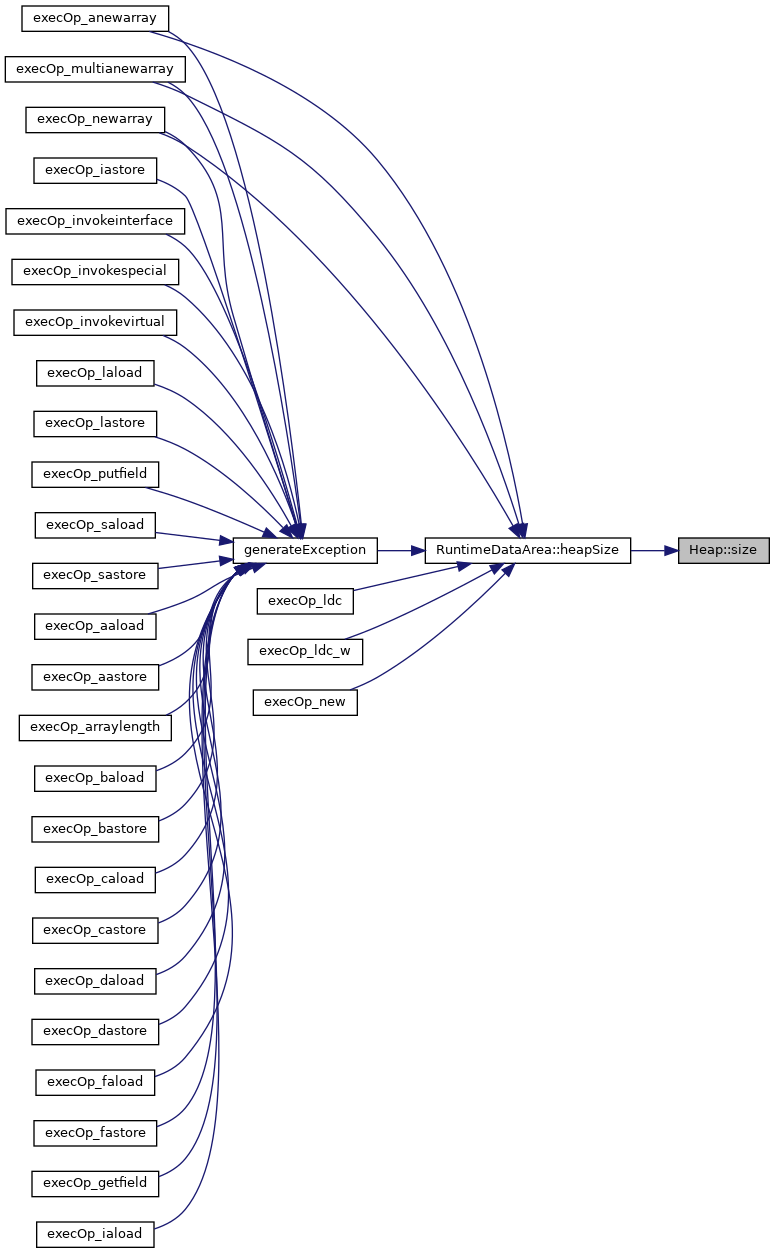 execOp_anewarray
execOp_multianewarray
execOp_newarray
execOp_iastore
execOp_invokeinterface
execOp_invokespecial
execOp_invokevirtual
execOp_laload
execOp_lastore
execOp_putfield
execOp_saload
execOp_sastore
execOp_aaload
execOp_aastore
execOp_arraylength
execOp_baload
execOp_bastore
execOp_caload
execOp_castore
execOp_daload
execOp_dastore
execOp_faload
execOp_fastore
execOp_getfield
execOp_iaload
generateException
execOp_ldc
execOp_ldc_w
execOp_new
RuntimeDataArea::heapSize
Heap::size